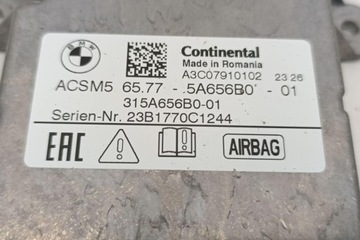 BMW
Continental
Made in Romania
A3C07910102 23 26
ACSM5 65.77 - 5A656B0 - 01
315A656B0-01
Serien-Nr. 23B1770C1244
EAC
AIRBAG